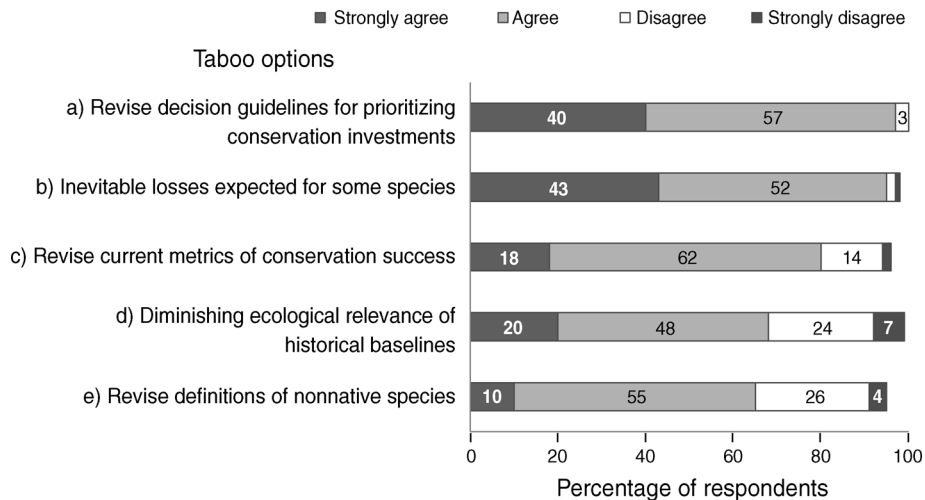 Strongly agree Agree Disagree Strongly disagree
Taboo options
a) Revise decision guidelines for prioritizing
conservation investments
40 57 3
b) Inevitable losses expected for some species
43 52
c) Revise current metrics of conservation success
18 62 14
d) Diminishing ecological relevance of
historical baselines
20 48 24 7
e) Revise definitions of nonnative species
10 55 26 4
0 20 40 60 80 100
Percentage of respondents